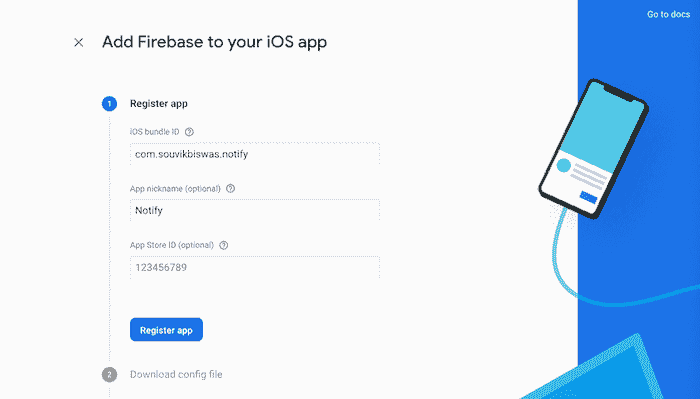 Go to docs
Add Firebase to your iOS app
1 Register app
iOS bundle ID
com.souvikbiswas.notify
App nickname (optional)
Notify
App Store ID (optional)
123456789
Register app
2 Download config file